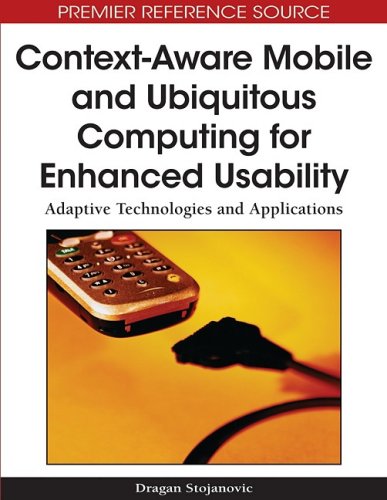 PREMIER REFERENCE SOURCE
Context-Aware Mobile
and Ubiquitous
Computing for
Enhanced Usability
Adaptive Technologies and Applications
Dragan Stojanovic